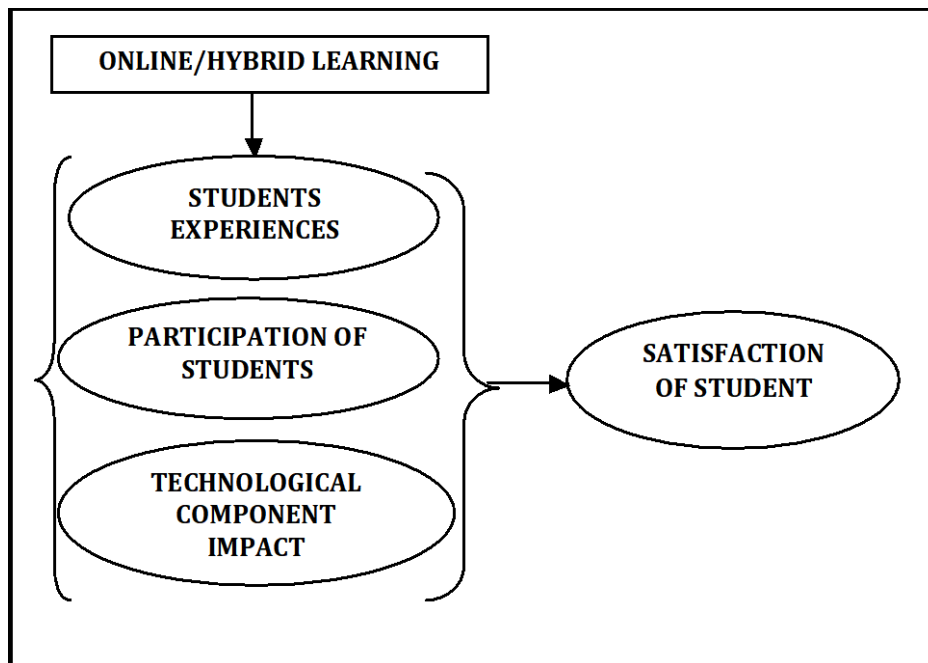 ONLINE/HYBRID LEARNING
STUDENTS
EXPERIENCES
PARTICIPATION OF
STUDENTS
TECHNOLOGICAL
COMPONENT
IMPACT
SATISFACTION
OF STUDENT